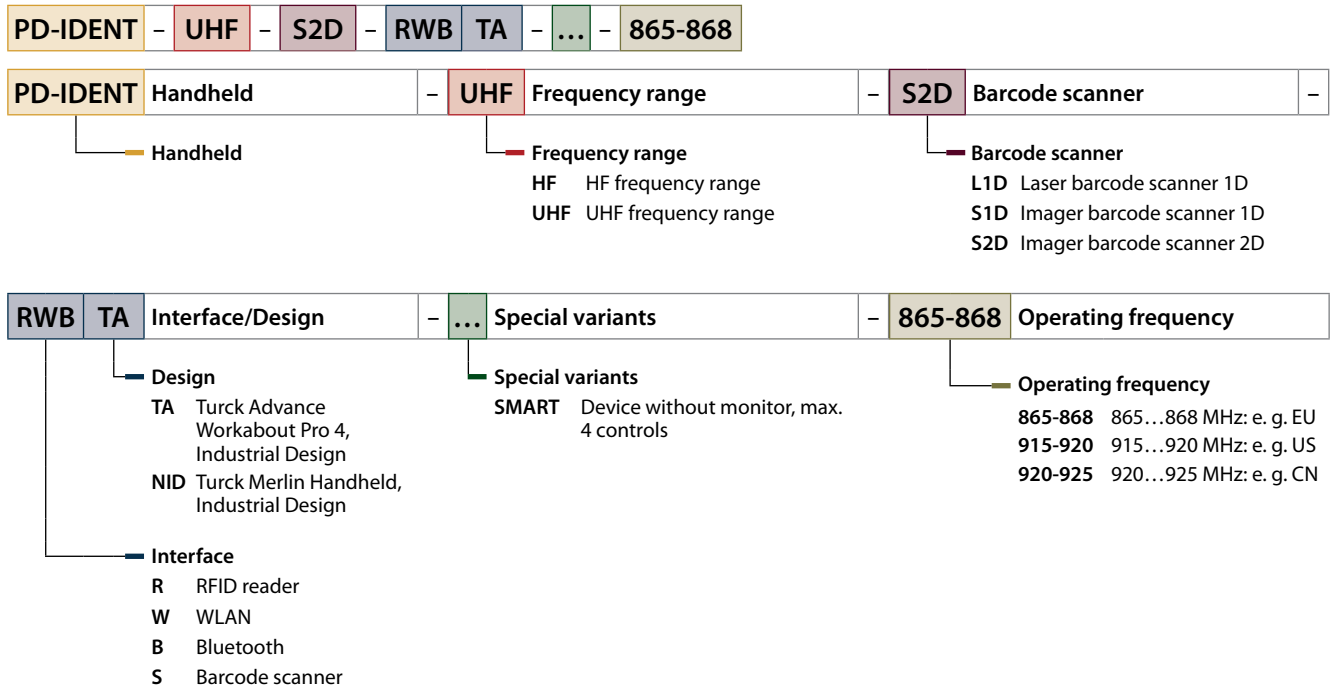 PD-IDENT – UHF – S2D – RWB TA – … – 865-868
PD-IDENT Handheld – UHF Frequency range – S2D Barcode scanner –
Handheld
Frequency range
HF HF frequency range
UHF UHF frequency range
Barcode scanner
L1D Laser barcode scanner 1D
S1D Imager barcode scanner 1D
S2D Imager barcode scanner 2D
RWB TA Interface/Design – … Special variants – 865-868 Operating frequency
Design
TA Turck Advance
Workabout Pro 4,
Industrial Design
NID Turck Merlin Handheld,
Industrial Design
Interface
R RFID reader
W WLAN
B Bluetooth
S Barcode scanner
Special variants
SMART Device without monitor, max.
4 controls
Operating frequency
865-868 865…868 MHz: e. g. EU
915-920 915…920 MHz: e. g. US
920-925 920…925 MHz: e. g. CN